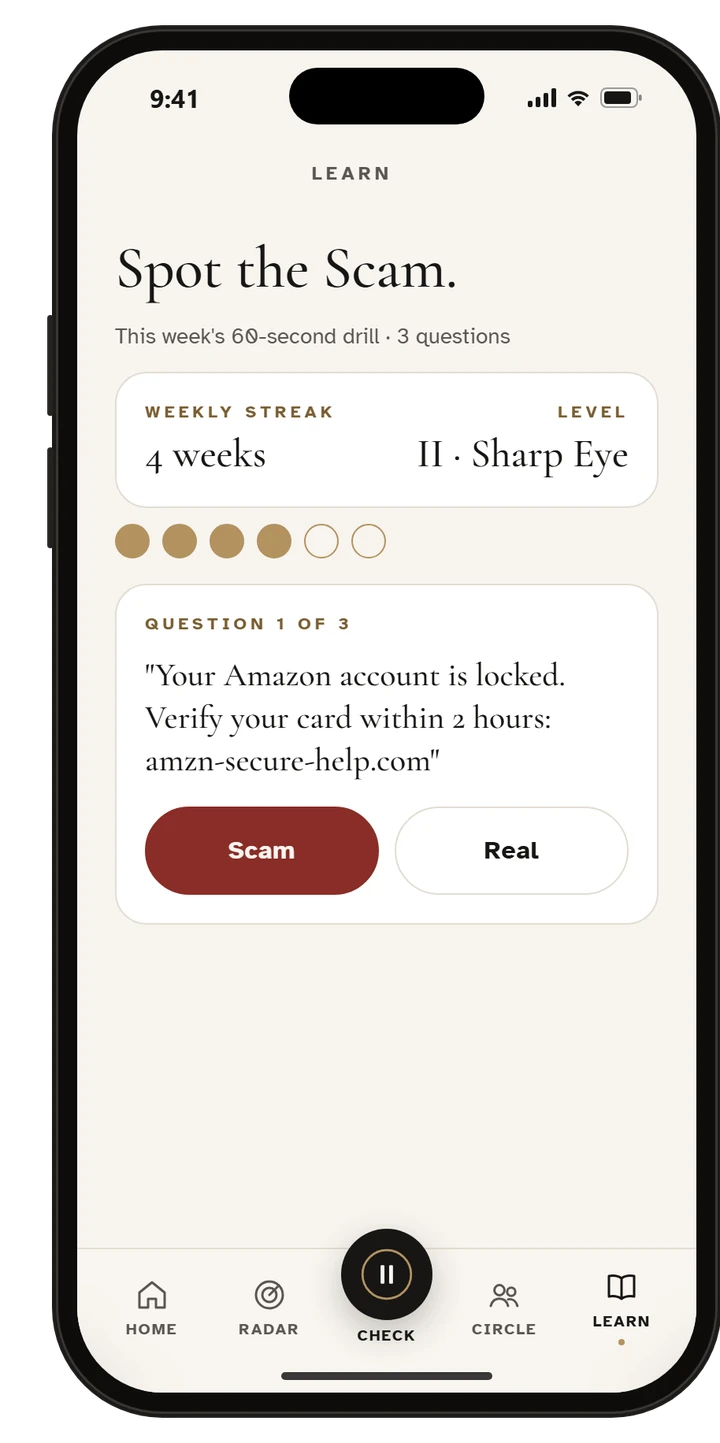 9:41
LEARN
Spot the Scam.
This week's 60-second drill · 3 questions
WEEKLY STREAK
LEVEL
4 weeks
II · Sharp Eye
QUESTION 1 OF 3
"Your Amazon account is locked.
Verify your card within 2 hours:
amzn-secure-help.com"
Scam
Real
HOME
RADAR
CHECK
CIRCLE
LEARN